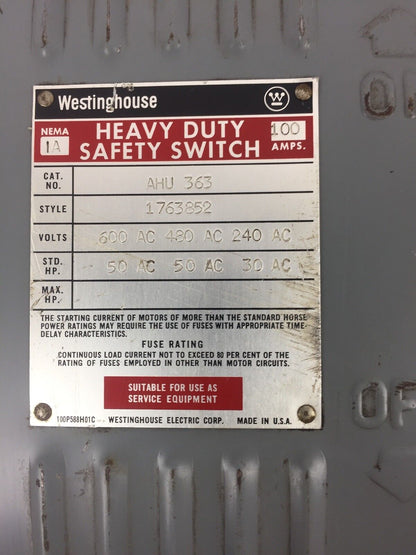 Westinghouse
NEMA 1A HEAVY DUTY SAFETY SWITCH 100 AMPS.
CAT. NO. AHU 363
STYLE 1763852
VOLTS 600 AC 480 AC 240 AC
STD. HP. 50 AC 50 AC 30 AC
MAX. HP.
THE STARTING CURRENT OF MOTORS OF MORE THAN THE STANDARD HORSE
POWER RATINGS MAY REQUIRE THE USE OF FUSES WITH APPROPRIATE TIME-
DELAY CHARACTERISTICS.
FUSE RATING
CONTINUOUS LOAD CURRENT NOT TO EXCEED 80 PER CENT OF THE
RATING OF FUSES EMPLOYED IN OTHER THAN MOTOR CIRCUITS.
SUITABLE FOR USE AS
SERVICE EQUIPMENT
100P588H01C WESTINGHOUSE ELECTRIC CORP. MADE IN U.S.A.